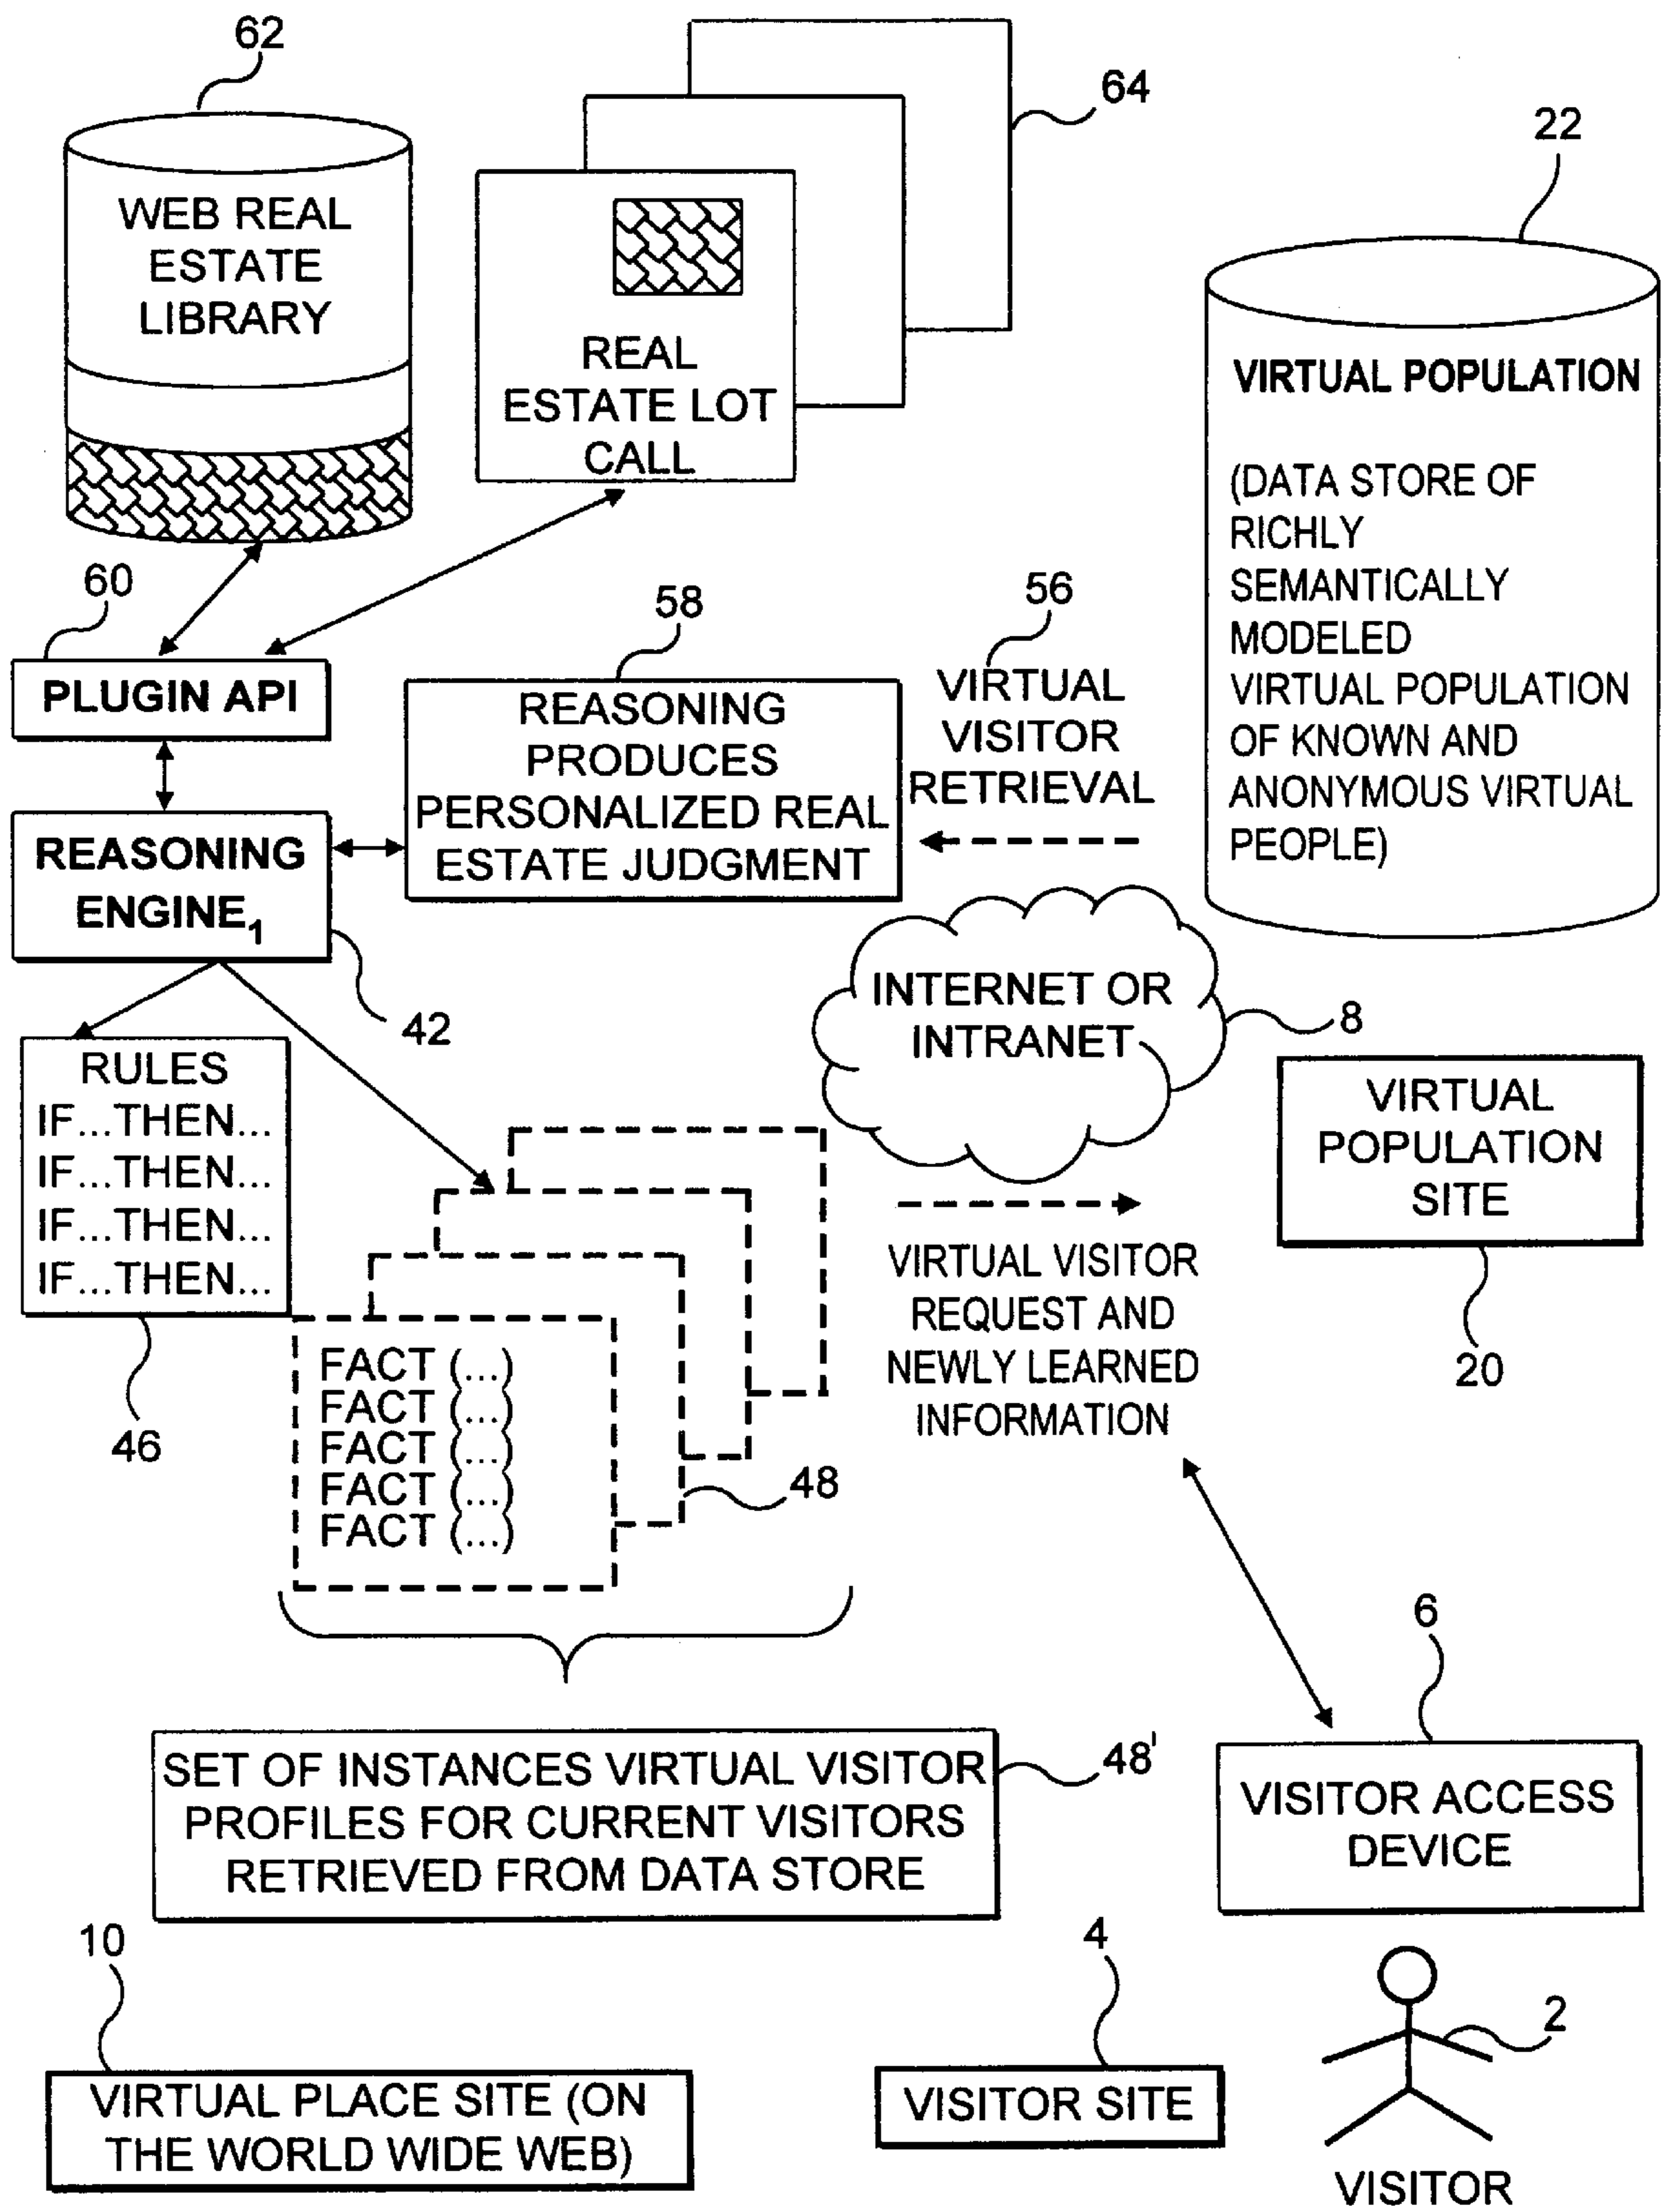 62
64
22
WEB REAL
ESTATE
LIBRARY
REAL
ESTATE LOT
CALL
VIRTUAL POPULATION
(DATA STORE OF
RICHLY
SEMANTICALLY
MODELED
VIRTUAL POPULATION
OF KNOWN AND
ANONYMOUS VIRTUAL
PEOPLE)
60
PLUGIN API
58
REASONING
PRODUCES
PERSONALIZED REAL
ESTATE JUDGMENT
56
VIRTUAL
VISITOR
RETRIEVAL
REASONING
ENGINE₁
42
INTERNET OR
INTRANET
8
RULES
IF...THEN...
IF...THEN...
IF...THEN...
IF...THEN...
46
VIRTUAL
POPULATION
SITE
20
VIRTUAL VISITOR
REQUEST AND
NEWLY LEARNED
INFORMATION
FACT (...)
FACT (...)
FACT (...)
FACT (...)
FACT (...)
48
6
SET OF INSTANCES VIRTUAL VISITOR
PROFILES FOR CURRENT VISITORS
RETRIEVED FROM DATA STORE
48'
VISITOR ACCESS
DEVICE
10
VIRTUAL PLACE SITE (ON
THE WORLD WIDE WEB)
4
VISITOR SITE
2
VISITOR